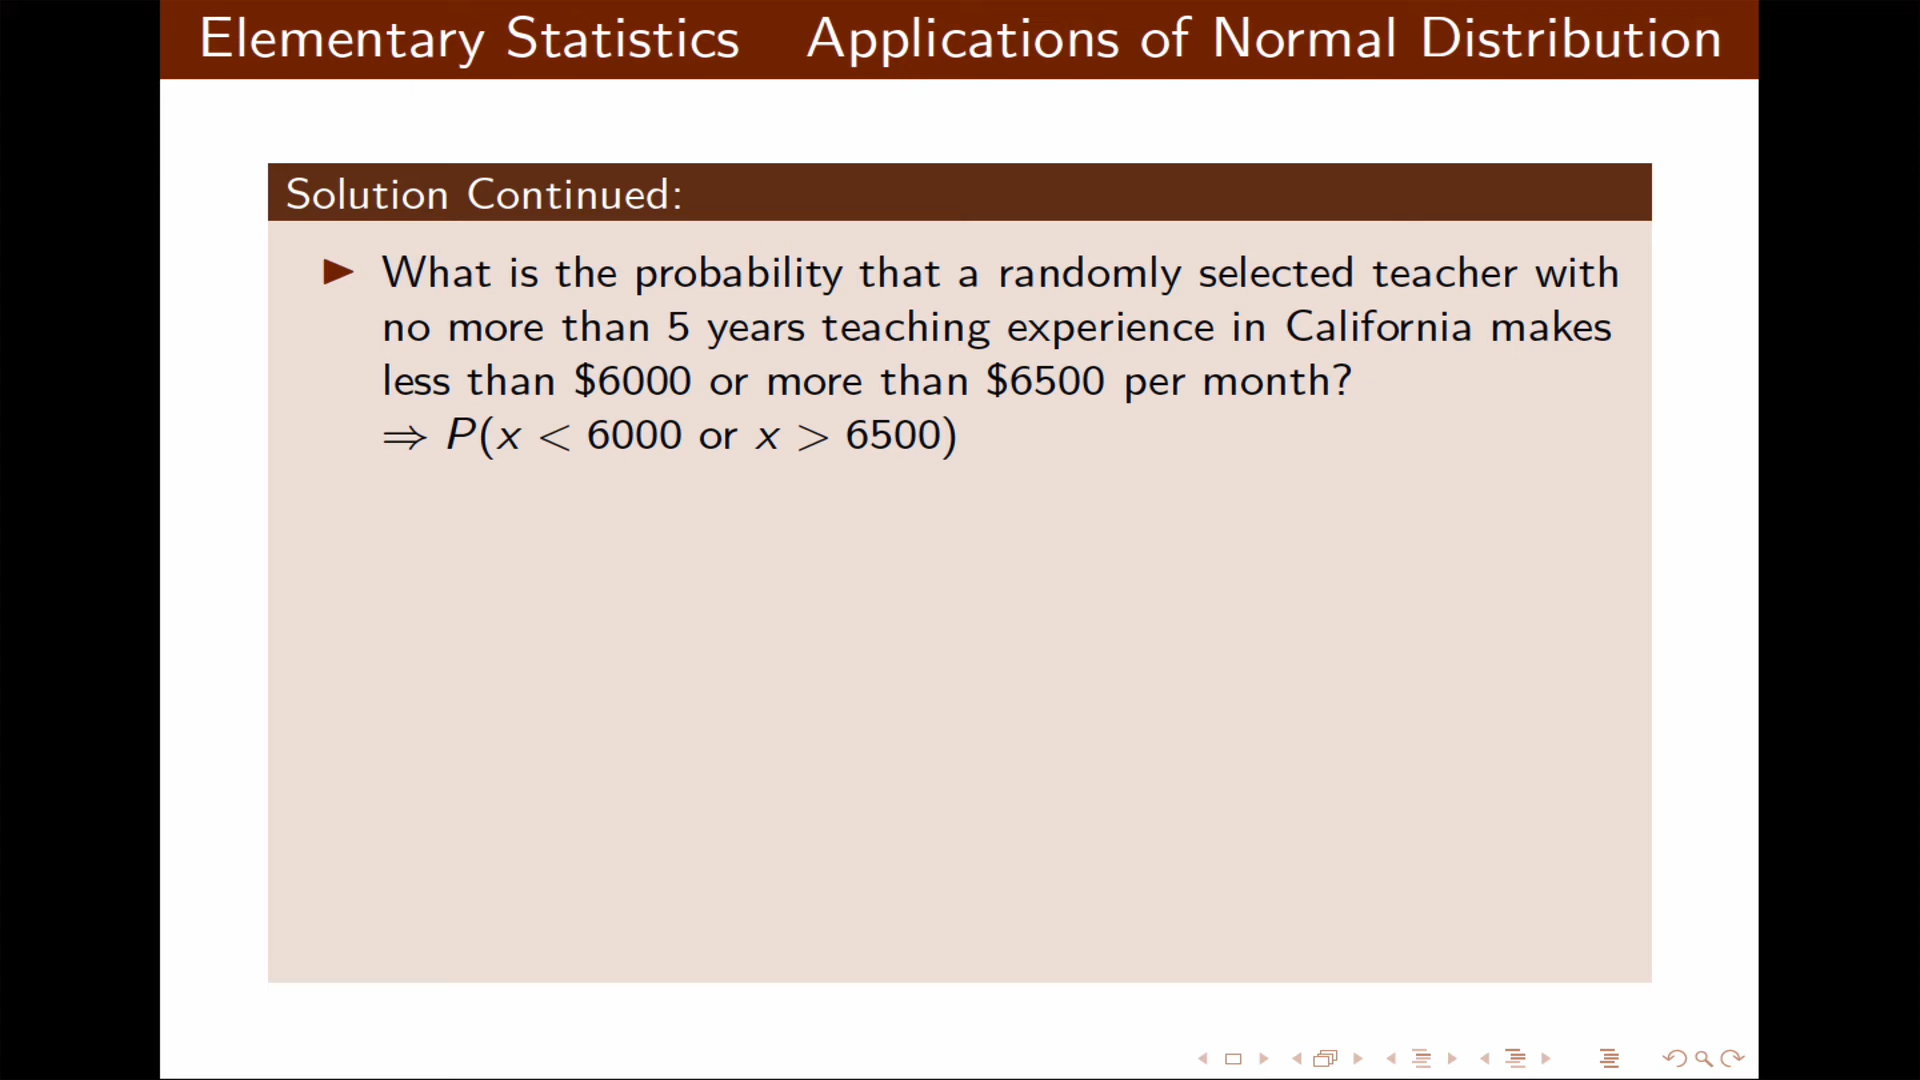 Elementary Statistics Applications of Normal Distribution
Solution Continued:
What is the probability that a randomly selected teacher with
no more than 5 years teaching experience in California makes
less than $6000 or more than $6500 per month?
⇒ P(x < 6000 or x > 6500)